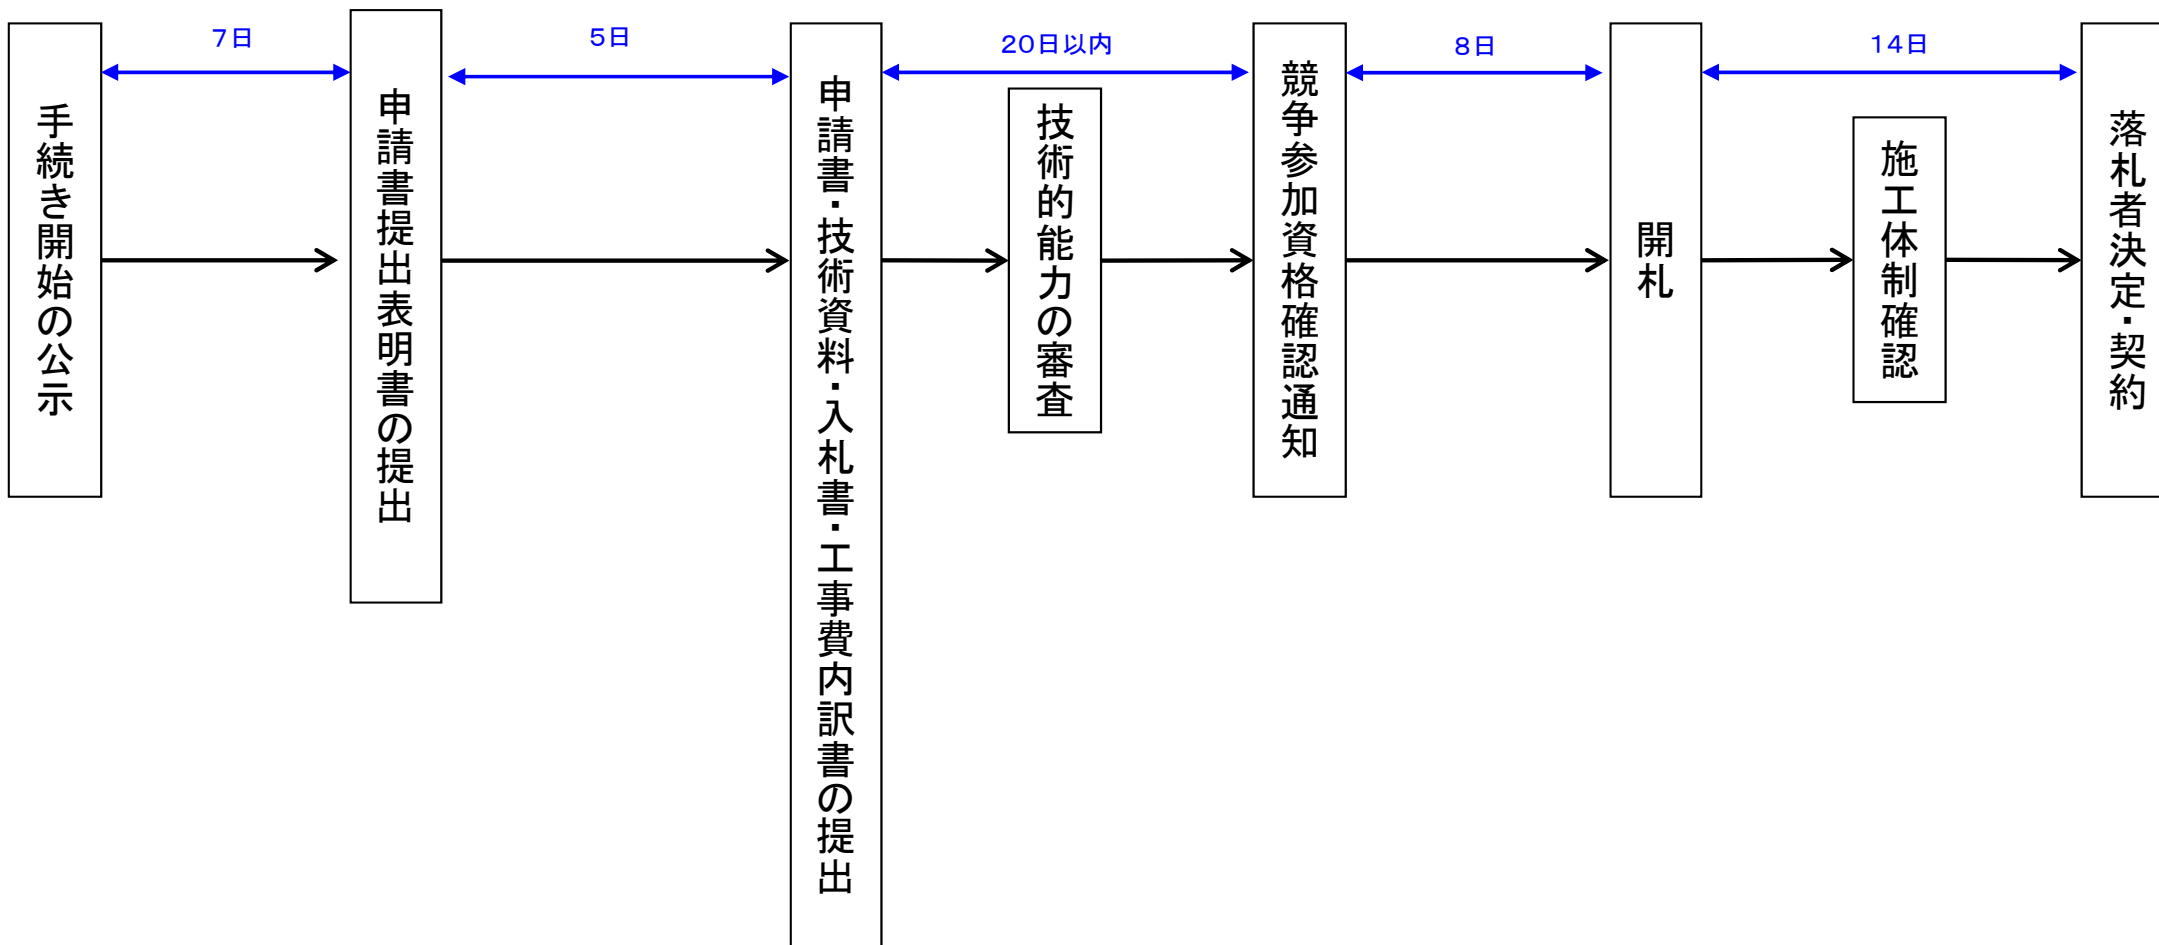 7日
5日
20日以内
8日
14日
手続き開始の公示
申請書提出表明書の提出
申請書・技術資料・入札書・工事費内訳書の提出
技術的能力の審査
競争参加資格確認通知
開札
施工体制確認
落札者決定・契約